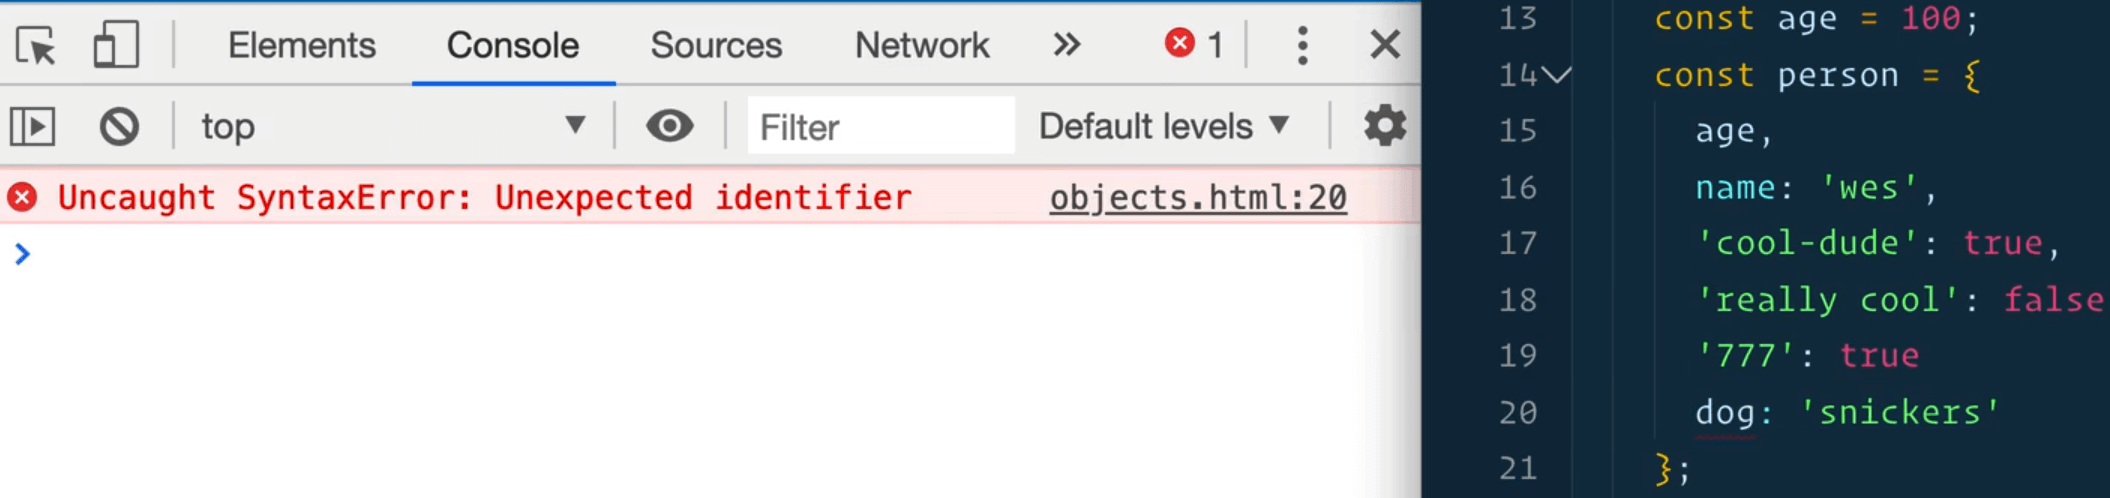 Elements Console Sources Network » 1
top Filter Default levels
Uncaught SyntaxError: Unexpected identifier objects.html:20
13 const age = 100;
14 const person = {
15 age,
16 name: 'wes',
17 'cool-dude': true,
18 'really cool': false
19 '777': true
20 dog: 'snickers'
21 };